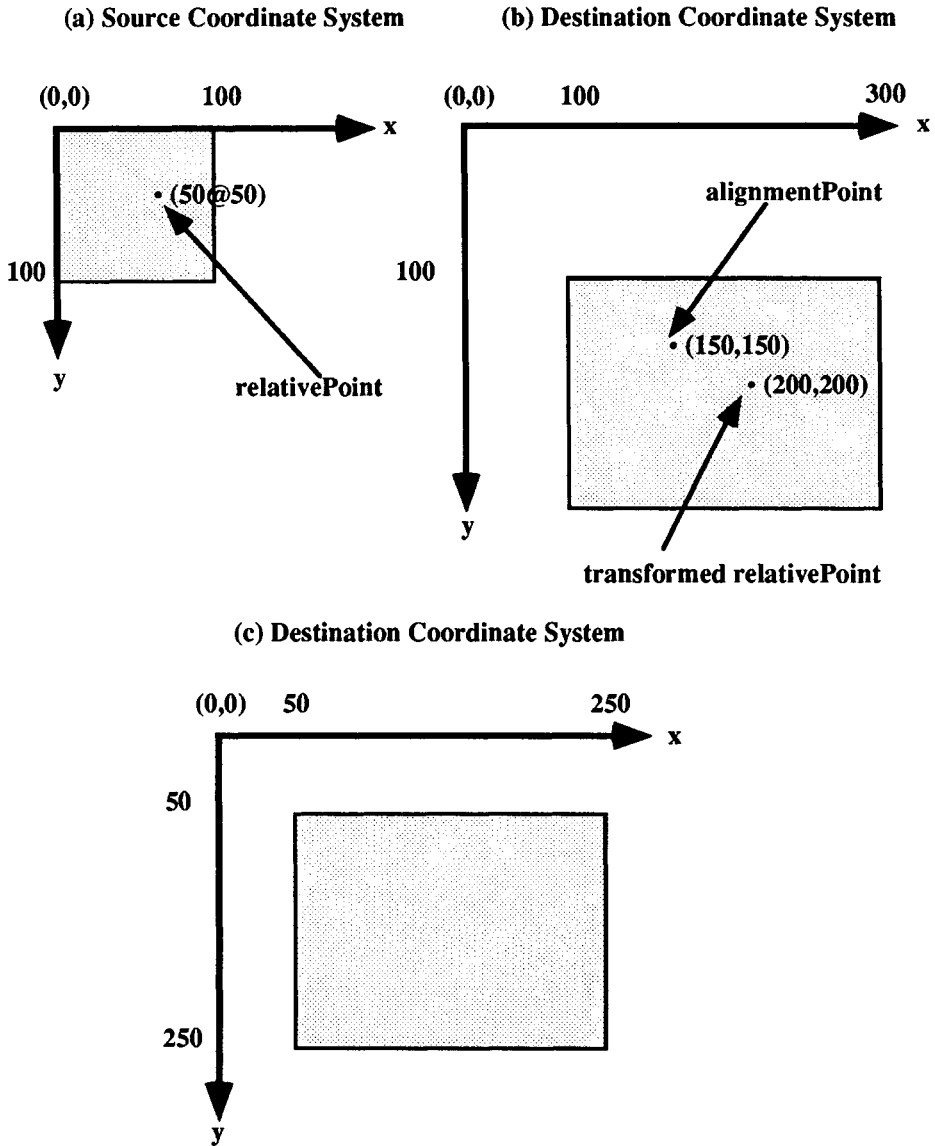 (a) Source Coordinate System
(0,0) 100
x
(50@50)
100
y
relativePoint
(b) Destination Coordinate System
(0,0) 100 300
x
alignmentPoint
100
(150,150)
(200,200)
y
transformed relativePoint
(c) Destination Coordinate System
(0,0) 50 250
x
50
250
y